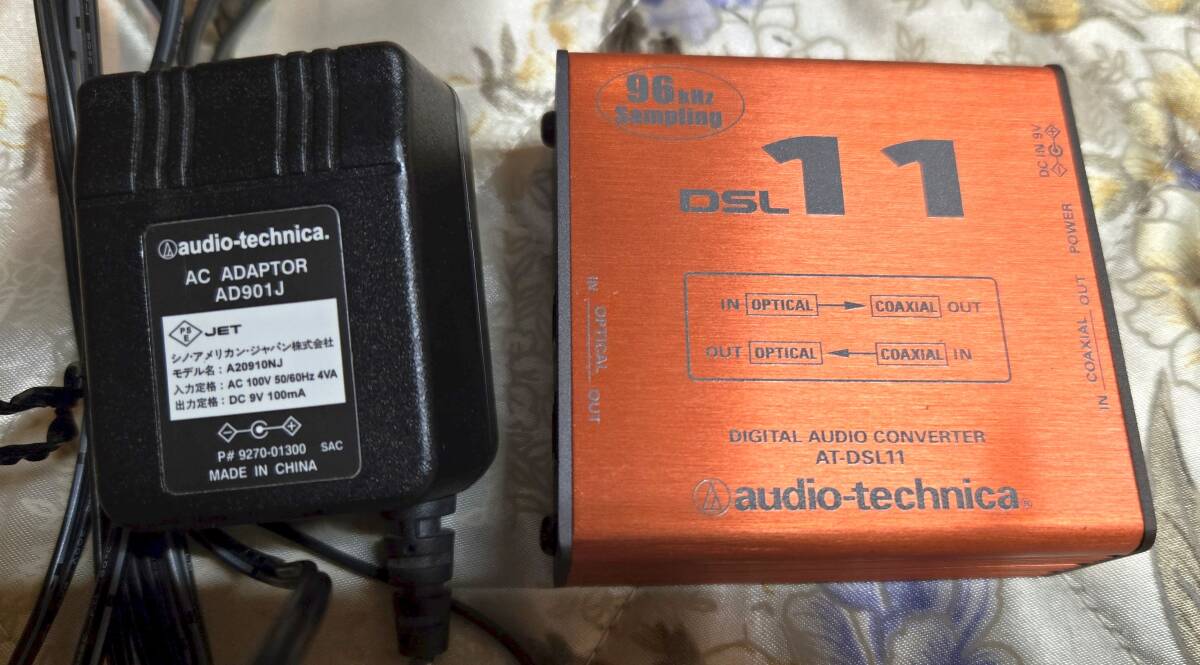 audio-technica.
AC ADAPTOR
AD901J
PS
E
JET
シノ・アメリカン・ジャパン株式会社
モデル名：A20910NJ
入力定格：AC 100V 50/60Hz 4VA
出力定格：DC 9V 100mA
P# 9270-01300 SAC
MADE IN CHINA
96kHz
Sampling
DSL11
DC IN 9V
POWER
IN COAXIAL OUT
IN OPTICAL OUT
IN OPTICAL COAXIAL OUT
OUT OPTICAL COAXIAL IN
DIGITAL AUDIO CONVERTER
AT-DSL11
audio-technica®